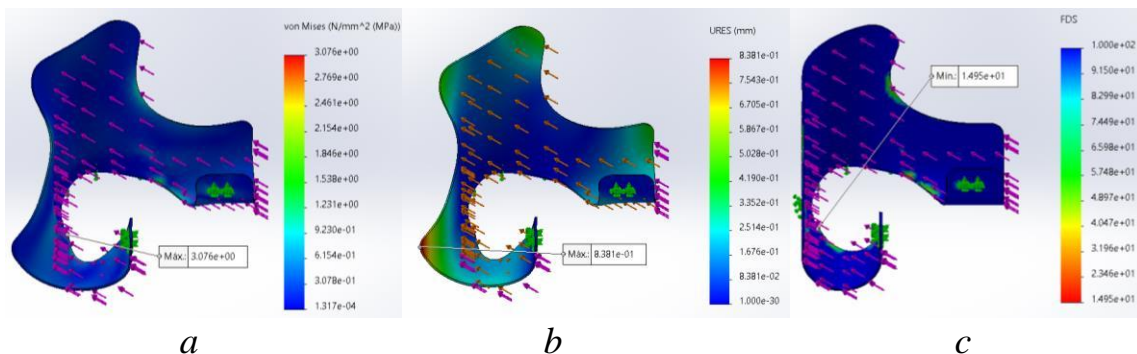 von Mises (N/mm^2 (MPa))
3.076e+00
3.076e+00
2.769e+00
2.461e+00
2.154e+00
1.846e+00
1.538e+00
1.231e+00
9.230e-01
6.154e-01
3.078e-01
1.317e-04
Máx.: 3.076e+00
URES (mm)
8.381e-01
7.543e-01
6.705e-01
5.867e-01
5.028e-01
4.190e-01
3.352e-01
2.514e-01
1.676e-01
8.381e-02
1.000e-30
Máx.: 8.381e-01
FDS
1.000e+02
9.150e+01
8.299e+01
7.449e+01
6.598e+01
5.748e+01
4.897e+01
4.047e+01
3.196e+01
2.346e+01
1.495e+01
Mín.: 1.495e+01
a
b
c